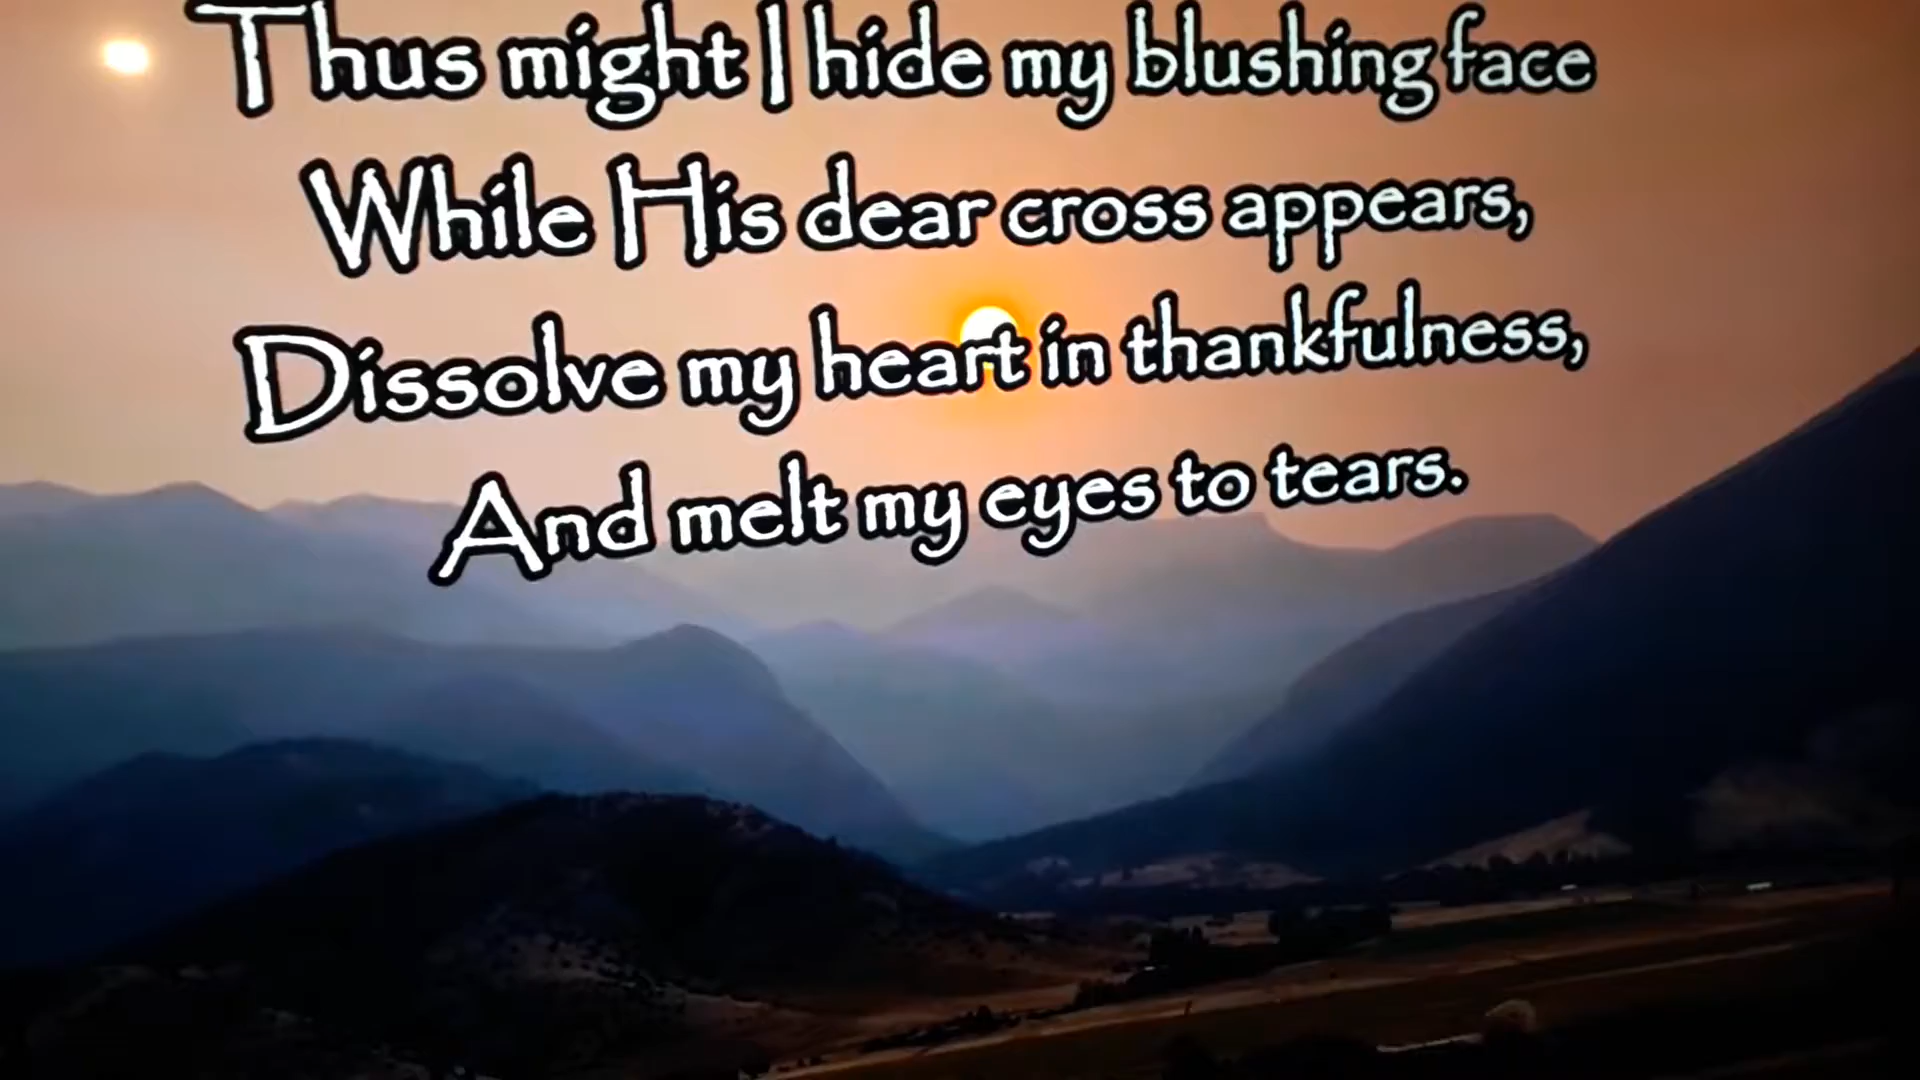 Thus might I hide my blushing face
While His dear cross appears,
Dissolve my heart in thankfulness,
And melt my eyes to tears.